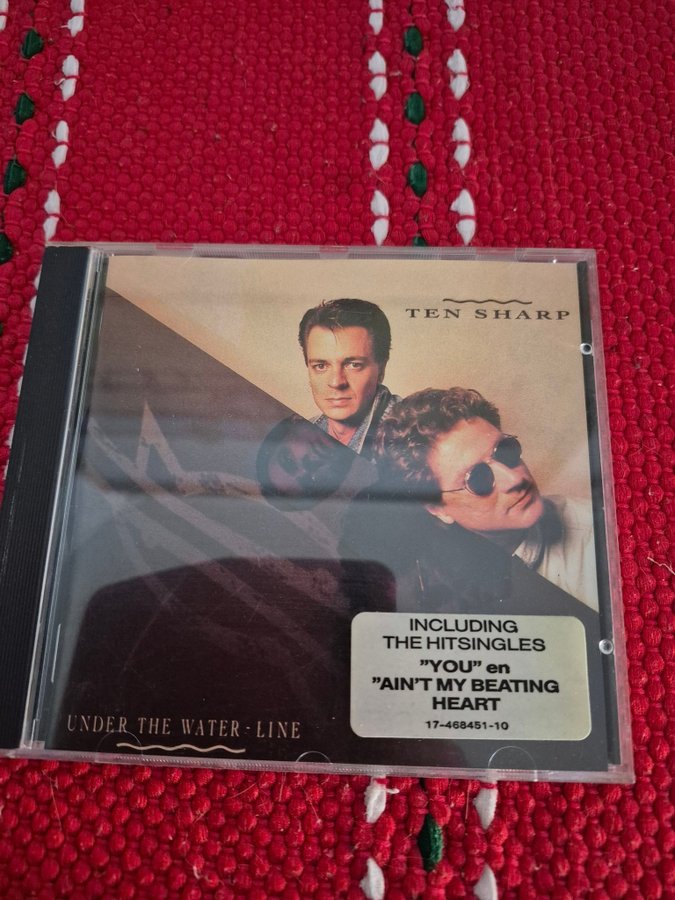 TEN SHARP
INCLUDING
THE HITSINGLES
"YOU" en
"AIN'T MY BEATING
HEART
17-468451-10
UNDER THE WATER-LINE